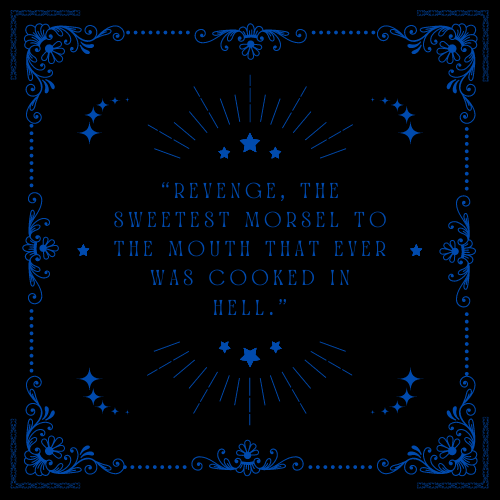 “REVENGE, THE
SWEETEST MORSEL TO
THE MOUTH THAT EVER
WAS COOKED IN
HELL.”